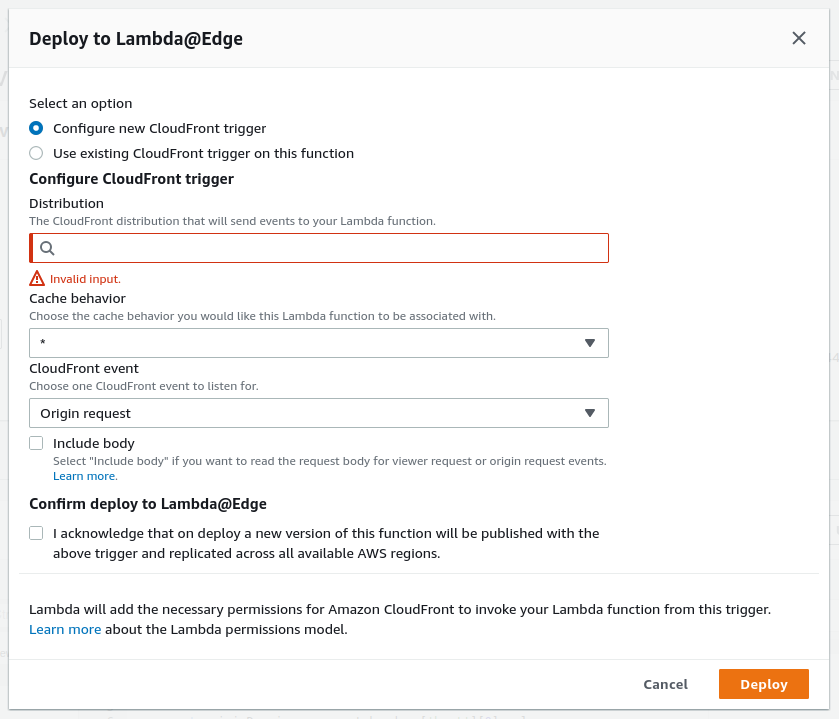 Deploy to Lambda@Edge
Select an option
Configure new CloudFront trigger
Use existing CloudFront trigger on this function
Configure CloudFront trigger
Distribution
The CloudFront distribution that will send events to your Lambda function.
Invalid input.
Cache behavior
Choose the cache behavior you would like this Lambda function to be associated with.
*
CloudFront event
Choose one CloudFront event to listen for.
Origin request
Include body
Select "Include body" if you want to read the request body for viewer request or origin request events.
Learn more.
Confirm deploy to Lambda@Edge
I acknowledge that on deploy a new version of this function will be published with the
above trigger and replicated across all available AWS regions.
Lambda will add the necessary permissions for Amazon CloudFront to invoke your Lambda function from this trigger.
Learn more about the Lambda permissions model.
Cancel Deploy